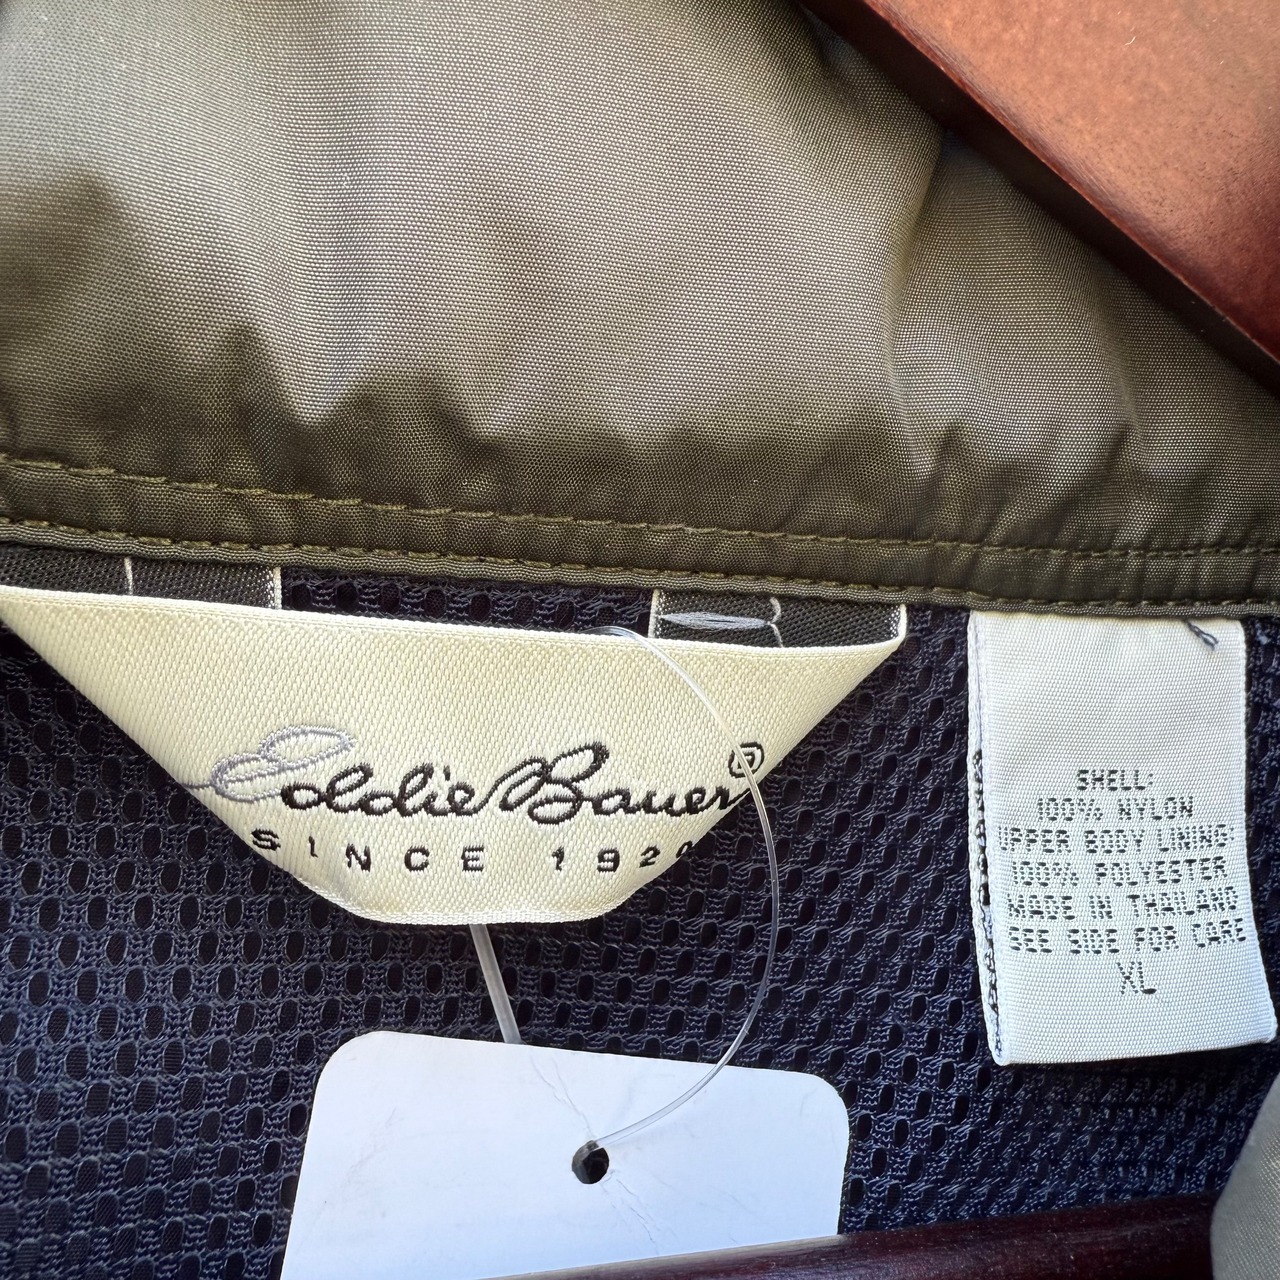 Eddie Bauer®
SINCE 1920
SHELL:
100% NYLON
UPPER BODY LINING:
100% POLYESTER
MADE IN THAILAND
SEE SIDE FOR CARE
XL